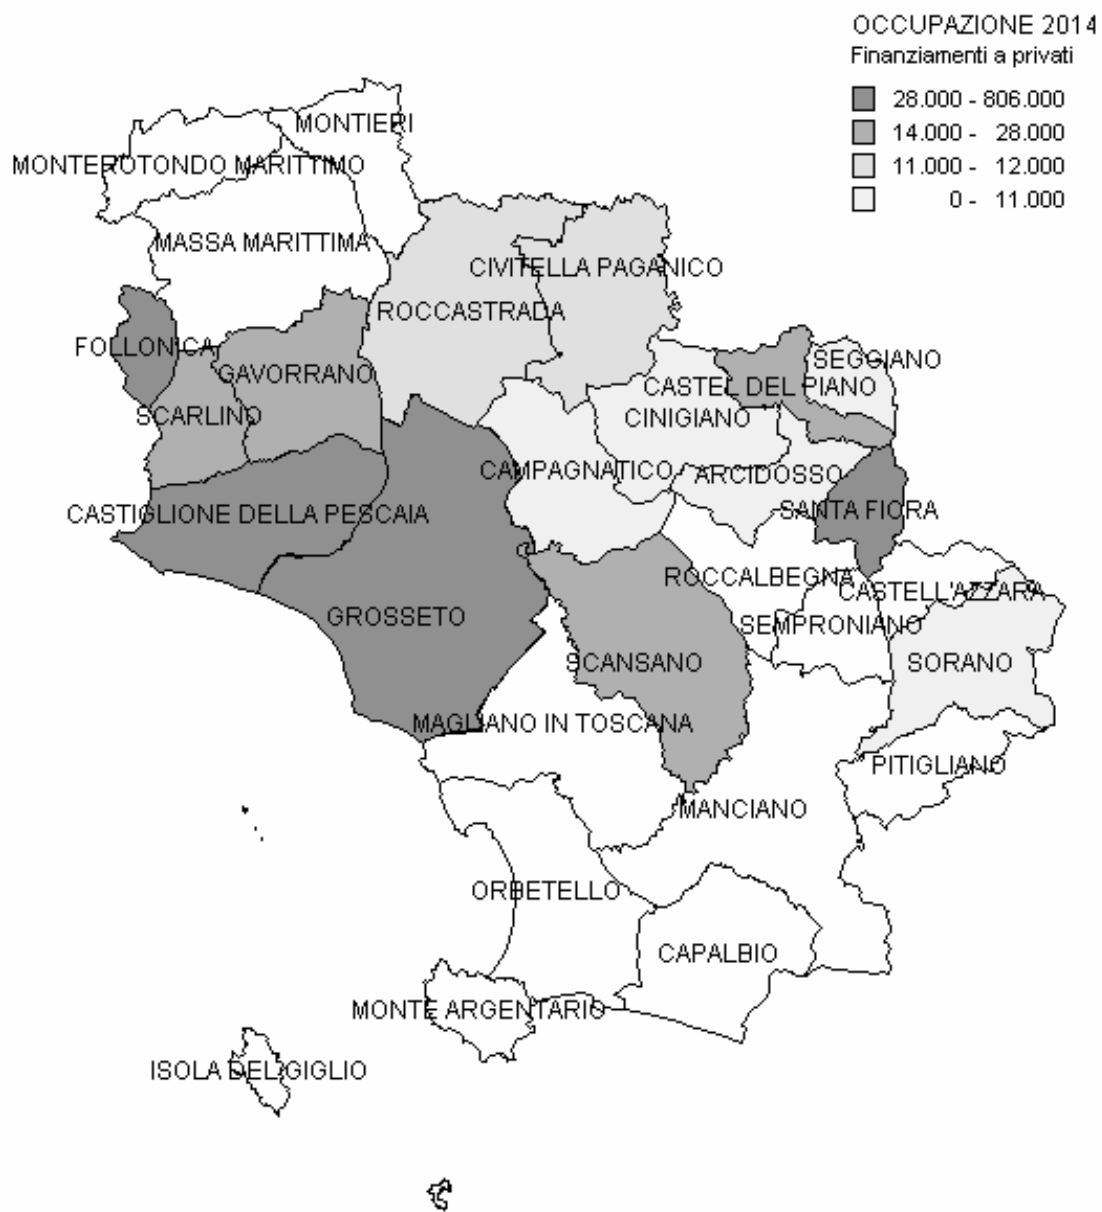 OCCUPAZIONE 2014
Finanziamenti a privati
28.000 - 806.000
14.000 - 28.000
11.000 - 12.000
0 - 11.000
MONTIERI
MONTEROTONDO MARITTIMO
MASSA MARITTIMA
CIVITELLA PAGANICO
ROCCASTRADA
FOLLONICA
SEGGIANO
GAVORRANO
CASTEL DEL PIANO
SCARLINO
CINIGIANO
CAMPAGNATICO
ARCIDOSSO
CASTIGLIONE DELLA PESCAIA
SANTA FIORA
ROCCALBEGNA
CASTELL'AZZARA
GROSSETO
SEMPRONIANO
SCANSANO
SORANO
MAGLIANO IN TOSCANA
PITIGLIANO
MANCIANO
ORBETELLO
CAPALBIO
MONTE ARGENTARIO
ISOLA DEL GIGLIO